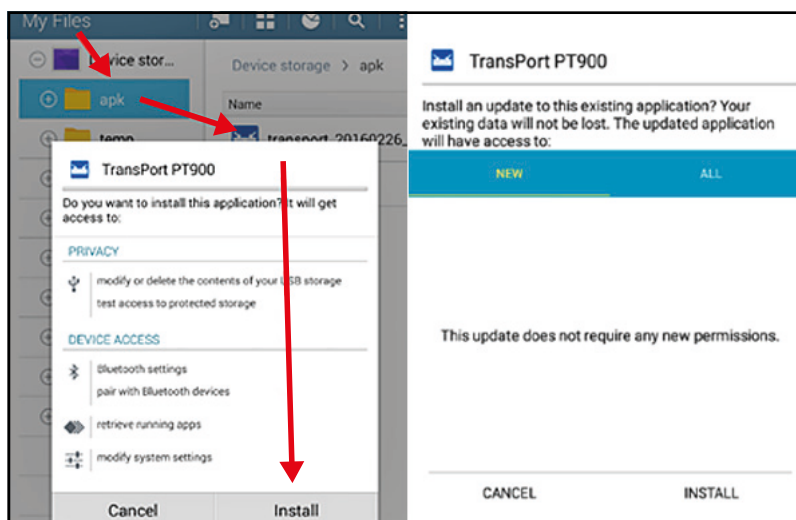 My Files
Device stor...
Device storage > apk
apk
Name
temp
transport_20160226_
TransPort PT900
Do you want to install this application? It will get
access to:
PRIVACY
modify or delete the contents of your USB storage
test access to protected storage
DEVICE ACCESS
Bluetooth settings
pair with Bluetooth devices
retrieve running apps
modify system settings
Cancel
Install
TransPort PT900
Install an update to this existing application? Your
existing data will not be lost. The updated application
will have access to:
NEW
ALL
This update does not require any new permissions.
CANCEL
INSTALL